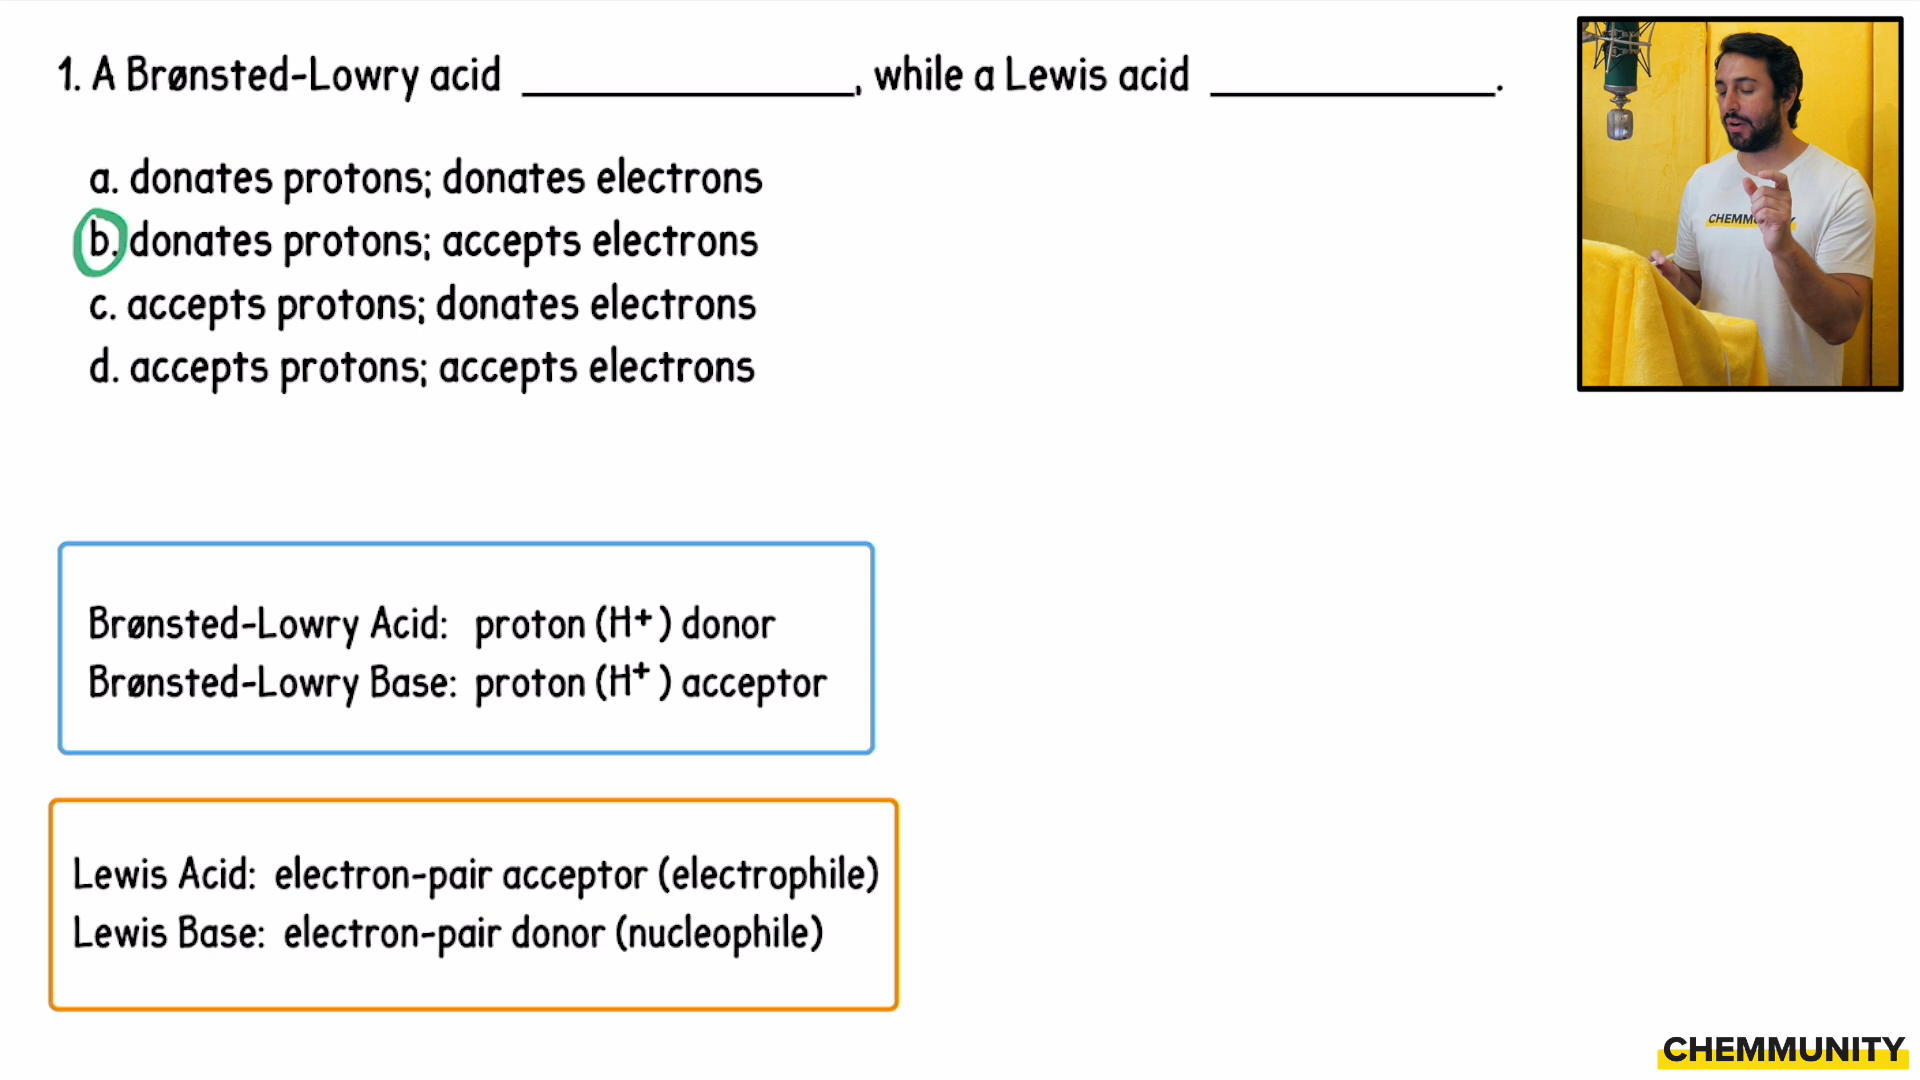 1. A Brønsted-Lowry acid ____________, while a Lewis acid ____________.
a. donates protons; donates electrons
b. donates protons; accepts electrons
c. accepts protons; donates electrons
d. accepts protons; accepts electrons
Brønsted-Lowry Acid: proton (H+) donor
Brønsted-Lowry Base: proton (H+) acceptor
Lewis Acid: electron-pair acceptor (electrophile)
Lewis Base: electron-pair donor (nucleophile)
CHEMMUNITY